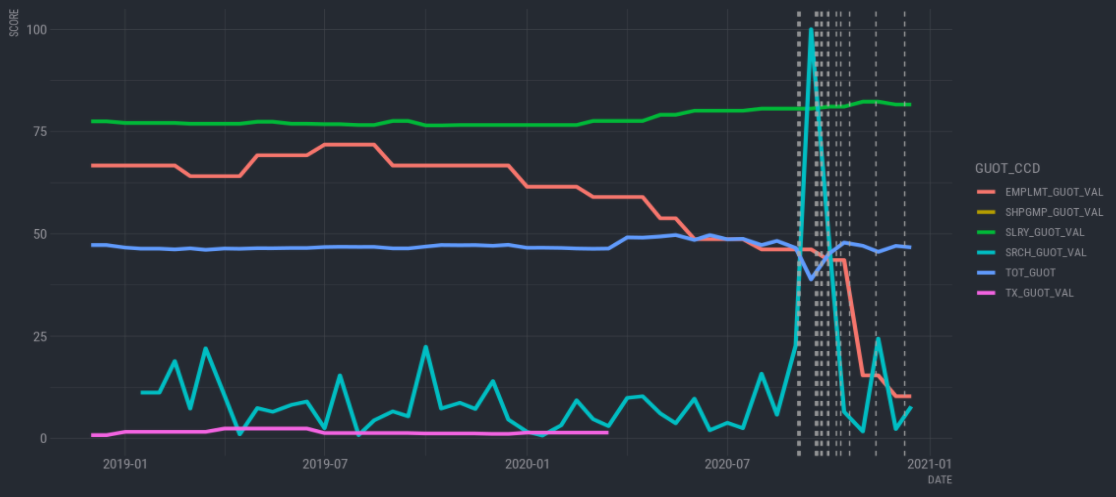 SCORE
100
75
50
25
0
2019-01
2019-07
2020-01
2020-07
2021-01
DATE
GUOT_CCD
EMPLMT_GUOT_VAL
SHPGMP_GUOT_VAL
SLRY_GUOT_VAL
SRCH_GUOT_VAL
TOT_GUOT
TX_GUOT_VAL